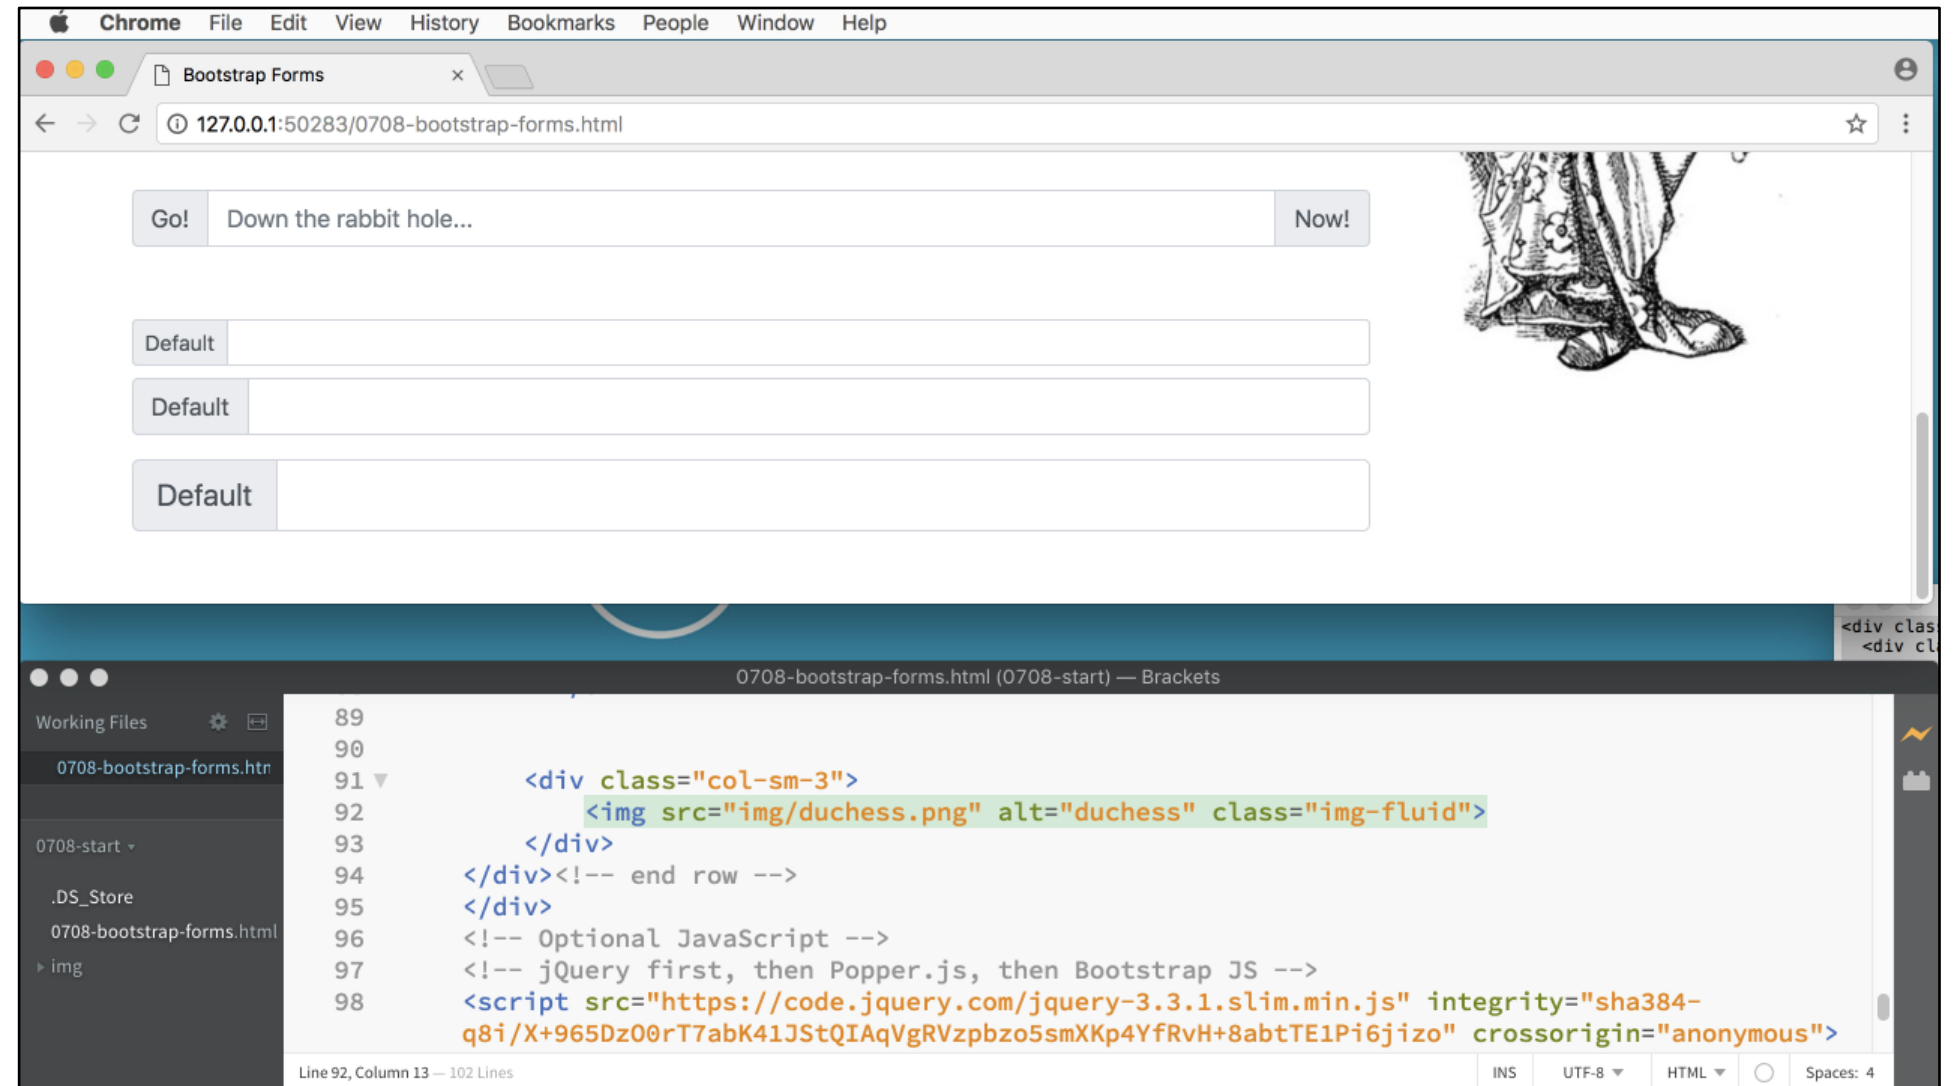 Chrome File Edit View History Bookmarks People Window Help
Bootstrap Forms
127.0.0.1:50283/0708-bootstrap-forms.html
Go! Down the rabbit hole... Now!
Default
Default
Default
<div clas
<div cl
0708-bootstrap-forms.html (0708-start) — Brackets
Working Files
0708-bootstrap-forms.htm
0708-start
.DS_Store
0708-bootstrap-forms.html
img
89
90
91 <div class="col-sm-3">
92 <img src="img/duchess.png" alt="duchess" class="img-fluid">
93 </div>
94 </div><!-- end row -->
95 </div>
96 <!-- Optional JavaScript -->
97 <!-- jQuery first, then Popper.js, then Bootstrap JS -->
98 <script src="https://code.jquery.com/jquery-3.3.1.slim.min.js" integrity="sha384-
q8i/X+965DzO0rT7abK41JStQIAqVgRVzpbzo5smXKp4YfRvH+8abtTE1Pi6jizo" crossorigin="anonymous">
Line 92, Column 13 — 102 Lines
INS UTF-8 HTML Spaces: 4